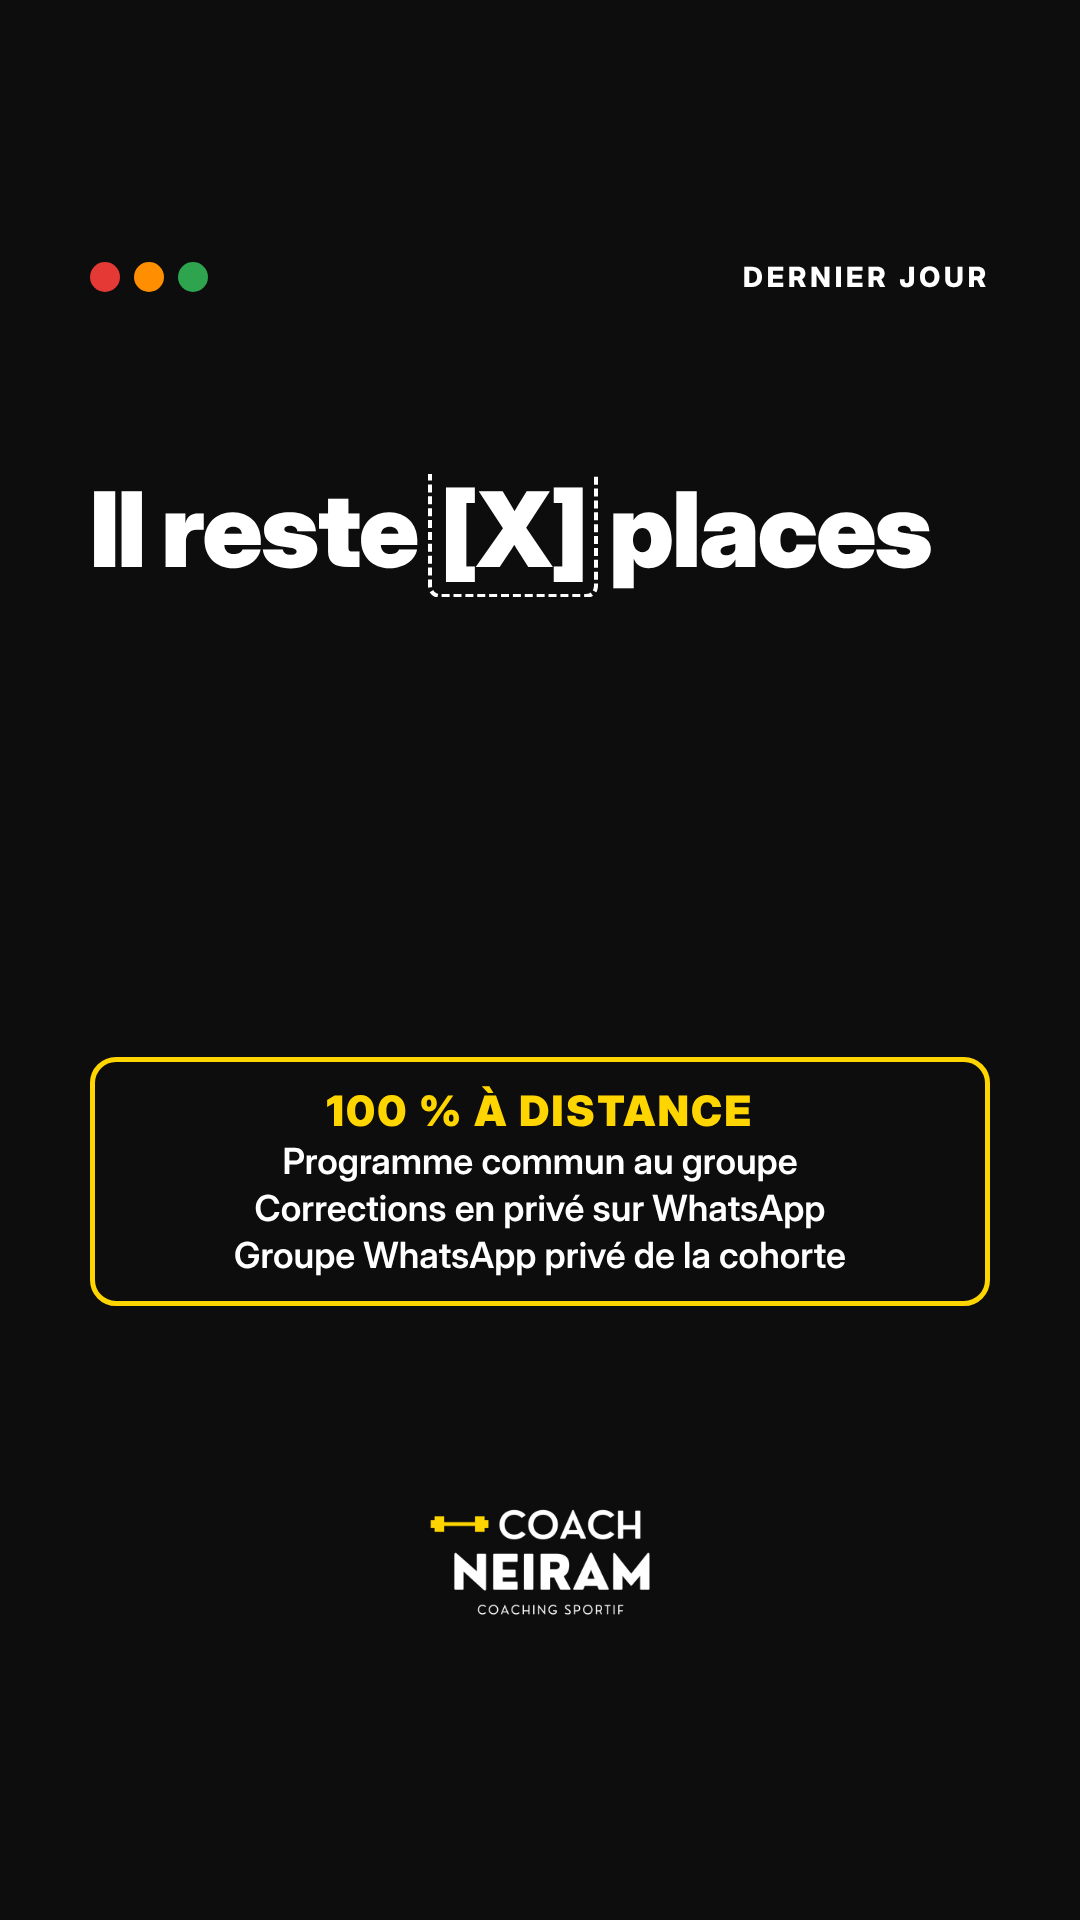 DERNIER JOUR
Il reste [X] places
100 % À DISTANCE
Programme commun au groupe
Corrections en privé sur WhatsApp
Groupe WhatsApp privé de la cohorte
COACH
NEIRAM
COACHING SPORTIF